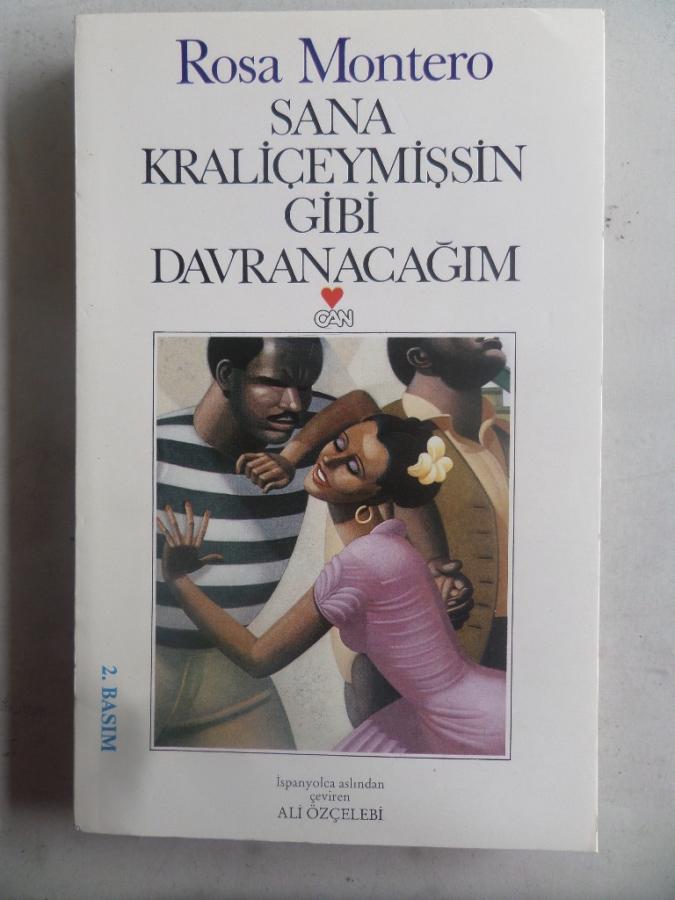 Rosa Montero
SANA
KRALİÇEYMİŞSİN
GİBİ
DAVRANACAĞIM
CAN
2. BASIM
İspanyolca aslından
çeviren
ALİ ÖZÇELEBİ